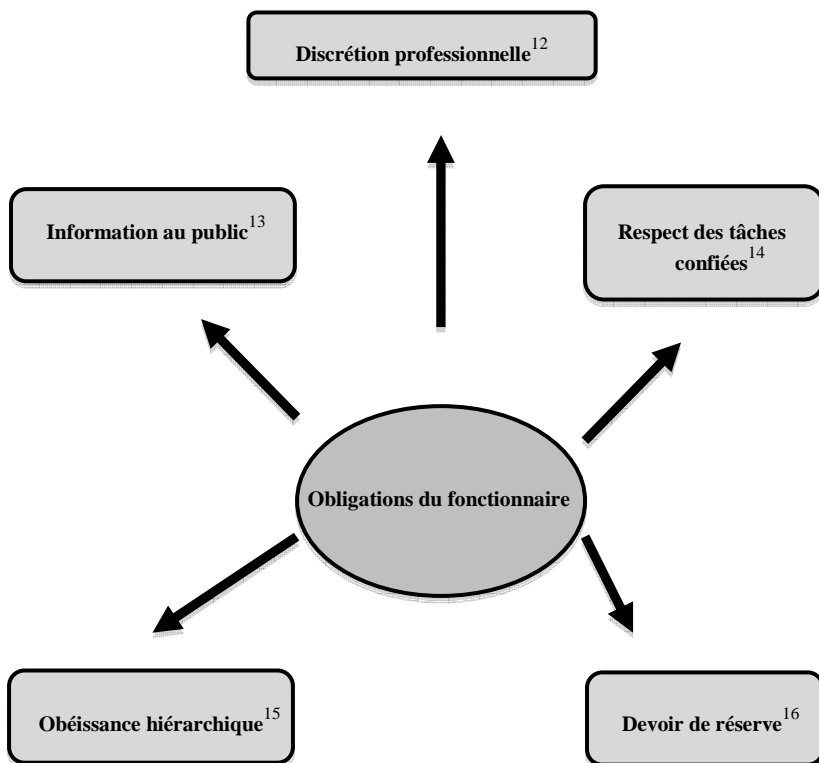 Discrétion professionnelle12
Information au public13
Respect des tâches
confiées14
Obligations du fonctionnaire
Obéissance hiérarchique15
Devoir de réserve16